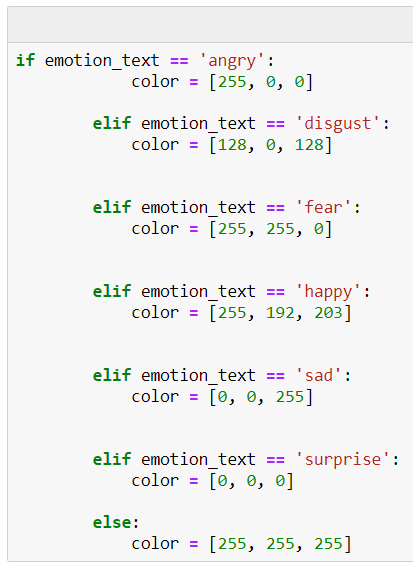 if emotion_text == 'angry':
            color = [255, 0, 0]
        elif emotion_text == 'disgust':
            color = [128, 0, 128]
        elif emotion_text == 'fear':
            color = [255, 255, 0]
        elif emotion_text == 'happy':
            color = [255, 192, 203]
        elif emotion_text == 'sad':
            color = [0, 0, 255]
        elif emotion_text == 'surprise':
            color = [0, 0, 0]
        else:
            color = [255, 255, 255]